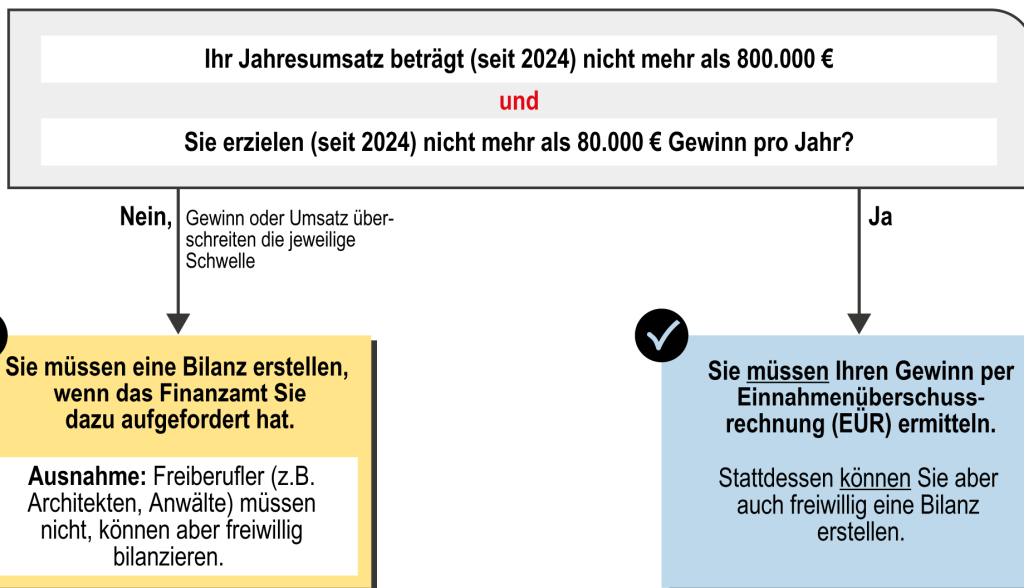 Ihr Jahresumsatz beträgt (seit 2024) nicht mehr als 800.000 €
und
Sie erzielen (seit 2024) nicht mehr als 80.000 € Gewinn pro Jahr?
Nein, Gewinn oder Umsatz über-
schreiten die jeweilige
Schwelle
Ja
Sie müssen eine Bilanz erstellen,
wenn das Finanzamt Sie
dazu aufgefordert hat.
Ausnahme: Freiberufler (z.B.
Architekten, Anwälte) müssen
nicht, können aber freiwillig
bilanzieren.
Sie müssen Ihren Gewinn per
Einnahmenüberschuss-
rechnung (EÜR) ermitteln.
Stattdessen können Sie aber
auch freiwillig eine Bilanz
erstellen.